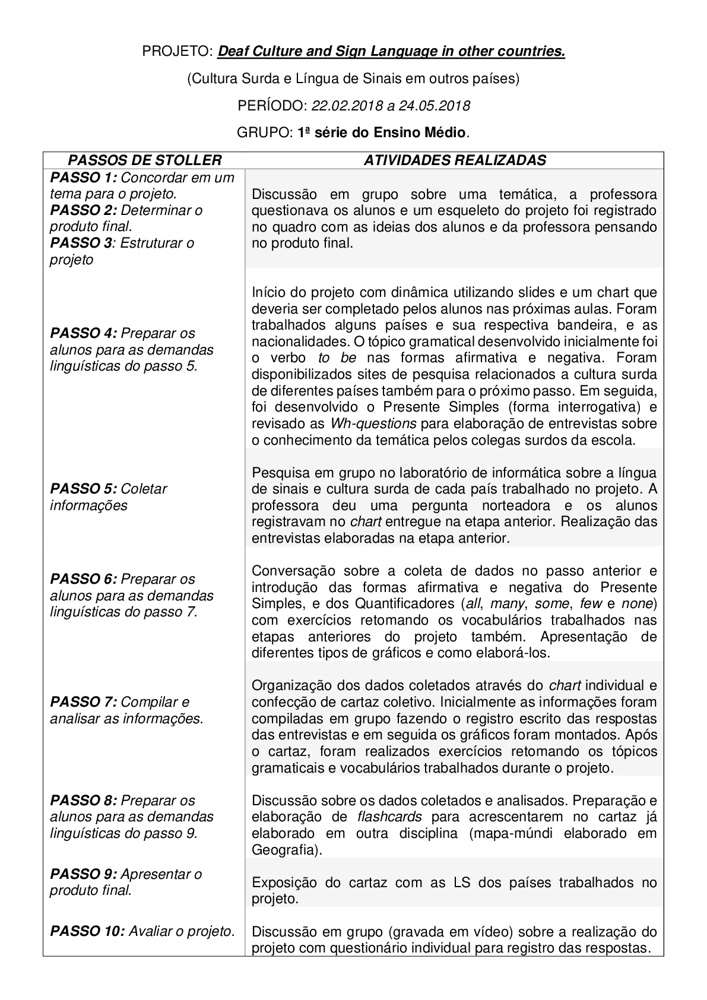 PROJETO: Deaf Culture and Sign Language in other countries.
(Cultura Surda e Língua de Sinais em outros países)
PERÍODO: 22.02.2018 a 24.05.2018
GRUPO: 1ª série do Ensino Médio.
PASSOS DE STOLLER
ATIVIDADES REALIZADAS
PASSO 1: Concordar em um
tema para o projeto.
PASSO 2: Determinar o
produto final.
PASSO 3: Estruturar o
projeto
Discussão em grupo sobre uma temática, a professora
questionava os alunos e um esqueleto do projeto foi registrado
no quadro com as ideias dos alunos e da professora pensando
no produto final.
PASSO 4: Preparar os
alunos para as demandas
linguísticas do passo 5.
Início do projeto com dinâmica utilizando slides e um chart que
deveria ser completado pelos alunos nas próximas aulas. Foram
trabalhados alguns países e sua respectiva bandeira, e as
nacionalidades. O tópico gramatical desenvolvido inicialmente foi
o verbo to be nas formas afirmativa e negativa. Foram
disponibilizados sites de pesquisa relacionados a cultura surda
de diferentes países também para o próximo passo. Em seguida,
foi desenvolvido o Presente Simples (forma interrogativa) e
revisado as Wh-questions para elaboração de entrevistas sobre
o conhecimento da temática pelos colegas surdos da escola.
PASSO 5: Coletar
informações
Pesquisa em grupo no laboratório de informática sobre a língua
de sinais e cultura surda de cada país trabalhado no projeto. A
professora deu uma pergunta norteadora e os alunos
registravam no chart entregue na etapa anterior. Realização das
entrevistas elaboradas na etapa anterior.
PASSO 6: Preparar os
alunos para as demandas
linguísticas do passo 7.
Conversação sobre a coleta de dados no passo anterior e
introdução das formas afirmativa e negativa do Presente
Simples, e dos Quantificadores (all, many, some, few e none)
com exercícios retomando os vocabulários trabalhados nas
etapas anteriores do projeto também. Apresentação de
diferentes tipos de gráficos e como elaborá-los.
PASSO 7: Compilar e
analisar as informações.
Organização dos dados coletados através do chart individual e
confecção de cartaz coletivo. Inicialmente as informações foram
compiladas em grupo fazendo o registro escrito das respostas
das entrevistas e em seguida os gráficos foram montados. Após
o cartaz, foram realizados exercícios retomando os tópicos
gramaticais e vocabulários trabalhados durante o projeto.
PASSO 8: Preparar os
alunos para as demandas
linguísticas do passo 9.
Discussão sobre os dados coletados e analisados. Preparação e
elaboração de flashcards para acrescentarem no cartaz já
elaborado em outra disciplina (mapa-múndi elaborado em
Geografia).
PASSO 9: Apresentar o
produto final.
Exposição do cartaz com as LS dos países trabalhados no
projeto.
PASSO 10: Avaliar o projeto.
Discussão em grupo (gravada em vídeo) sobre a realização do
projeto com questionário individual para registro das respostas.